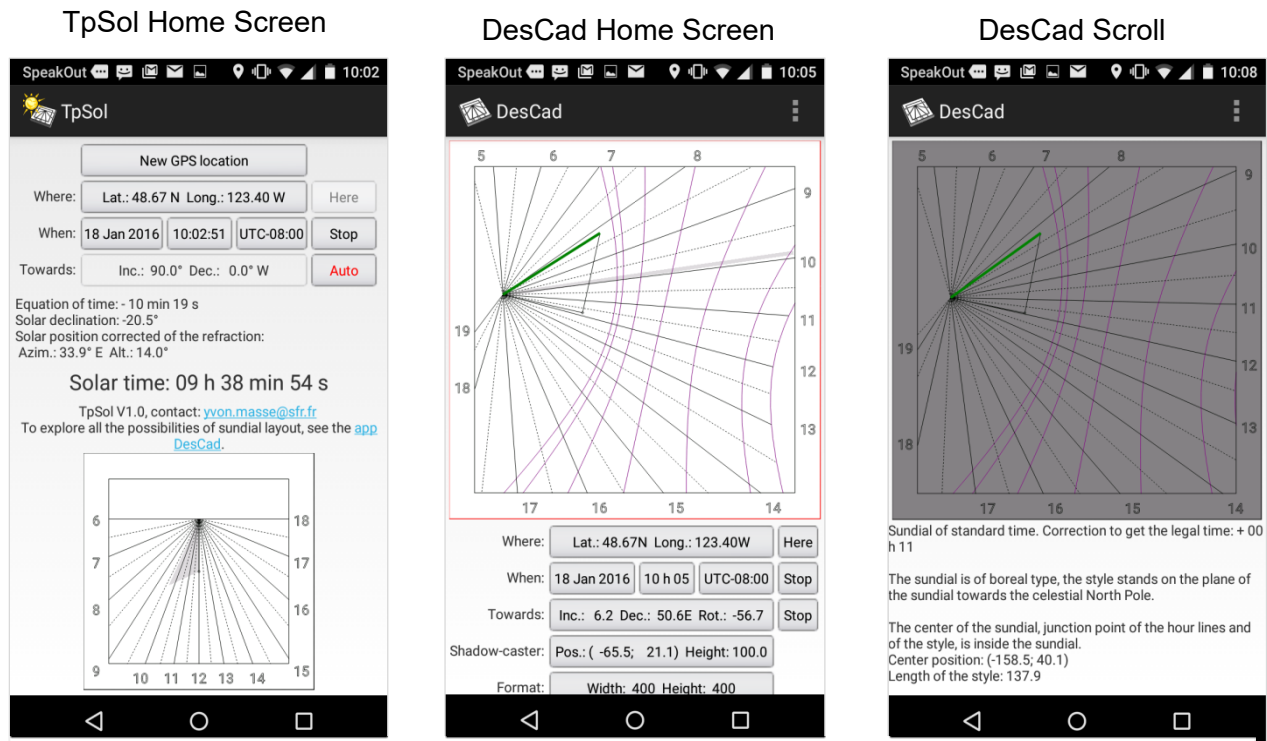 TpSol Home Screen
SpeakOut 10:02
TpSol
New GPS location
Where: Lat.: 48.67 N Long.: 123.40 W Here
When: 18 Jan 2016 10:02:51 UTC-08:00 Stop
Towards: Inc.: 90.0° Dec.: 0.0° W Auto
Equation of time: - 10 min 19 s
Solar declination: -20.5°
Solar position corrected of the refraction:
Azim.: 33.9° E Alt.: 14.0°
Solar time: 09 h 38 min 54 s
TpSol V1.0, contact: yvon.masse@sfr.fr
To explore all the possibilities of sundial layout, see the app
DesCad.
6 18
7 17
8 16
9 15
10 11 12 13 14
DesCad Home Screen
SpeakOut 10:05
DesCad
5 6 7 8
9
10
11
19
12
18
13
17 16 15 14
Where: Lat.: 48.67N Long.: 123.40W Here
When: 18 Jan 2016 10 h 05 UTC-08:00 Stop
Towards: Inc.: 6.2 Dec.: 50.6E Rot.: -56.7 Stop
Shadow-caster: Pos.: ( -65.5; 21.1) Height: 100.0
Format: Width: 400 Height: 400
DesCad Scroll
SpeakOut 10:08
DesCad
5 6 7 8
9
10
11
19
12
13
18
17 16 15 14
Sundial of standard time. Correction to get the legal time: + 00
h 11
The sundial is of boreal type, the style stands on the plane of
the sundial towards the celestial North Pole.
The center of the sundial, junction point of the hour lines and
of the style, is inside the sundial.
Center position: (-158.5; 40.1)
Length of the style: 137.9